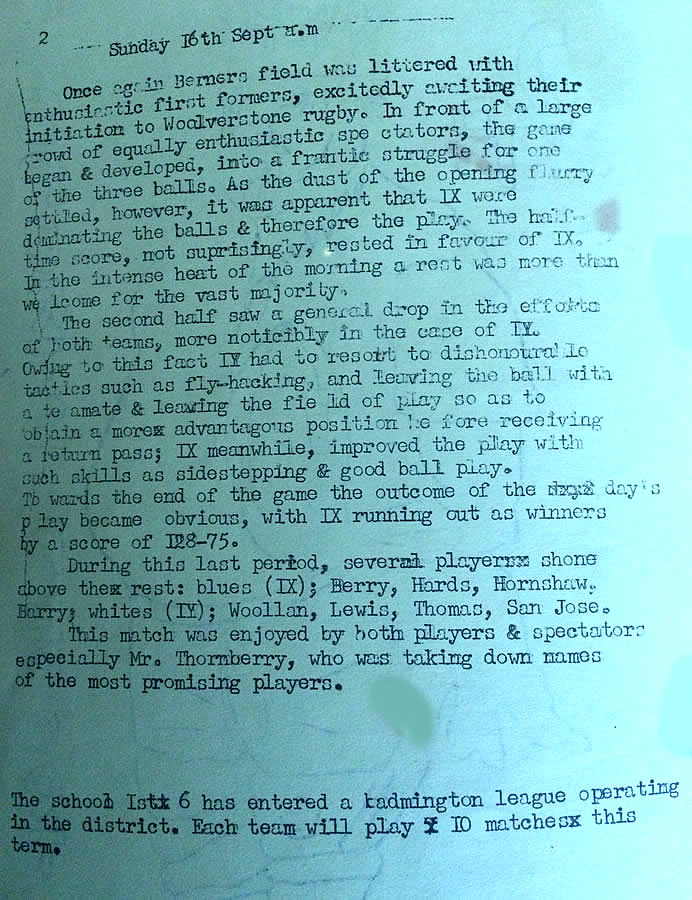 2
Sunday 16th Sept a.m
Once again Berners field was littered with
enthusiastic first formers, excitedly awaiting their
initiation to Woolverstone rugby. In front of a large
crowd of equally enthusiastic spe ctators, the game
began & developed, into a frantic struggle for one
of the three balls. As the dust of the opening flurry
settled, however, it was apparent that IX were
dominating the balls & therefore the play. The half-
time score, not suprisingly, rested in favour of IX.
In the intense heat of the morning a rest was more than
we lcome for the vast majority.
The second half saw a general drop in the efforts
of both teams, more noticibly in the case of IY.
Owing to this fact IY had to resort to dishonourable
tactics such as fly-hacking, and leaving the ball with
a te amate & leaving the fie ld of play so as to
obtain a morex advantagous position be fore receiving
a return pass; IX meanwhile, improved the play with
such skills as sidestepping & good ball play.
To wards the end of the game the outcome of the day's
p lay became obvious, with IX running out as winners
by a score of I28-75.
During this last period, several playerxx shone
above thex rest: blues (IX); Berry, Hards, Hornshaw.
Barry; whites (IY); Woollan, Lewis, Thomas, San Jose.
This match was enjoyed by both players & spectators
especially Mr. Thornberry, who was taking down names
of the most promising players.
The school Ist 6 has entered a badmington league operating
in the district. Each team will play I0 matchesx this
term.